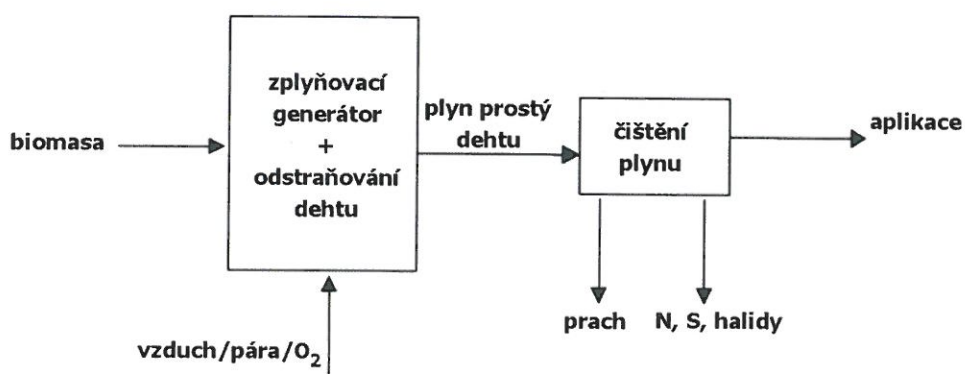 biomasa
zplyňovací
generátor
+
odstraňování
dehtu
vzduch/pára/O₂
plyn prostý
dehtu
čištění
plynu
aplikace
prach
N, S, halidy